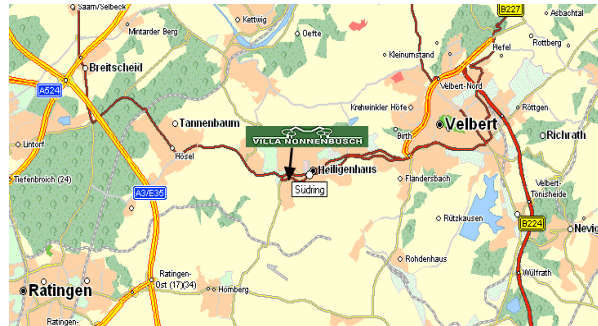 Saarn/Selbeck
Kettwig
B227
Asbachtal
Mintarder Berg
Oefte
Rottberg
Hefel
Kleinumstand
Breitscheid
Velbert-Nord
A524
Krehwinkler Höfe
Röttgen
Tannenbaum
Velbert
VILLA NONNENBUSCH
Birth
Richrath
Lintorf
Hösel
Heiligenhaus
Tiefenbroich (24)
Flandersbach
Velbert-
Tönisheide
A3/E35
Südring
Rützkausen
B224
Nevig
Rohdenhaus
Ratingen-
Ost (17)(34)
Wülfrath
Homberg
Ratingen
Ratingen-